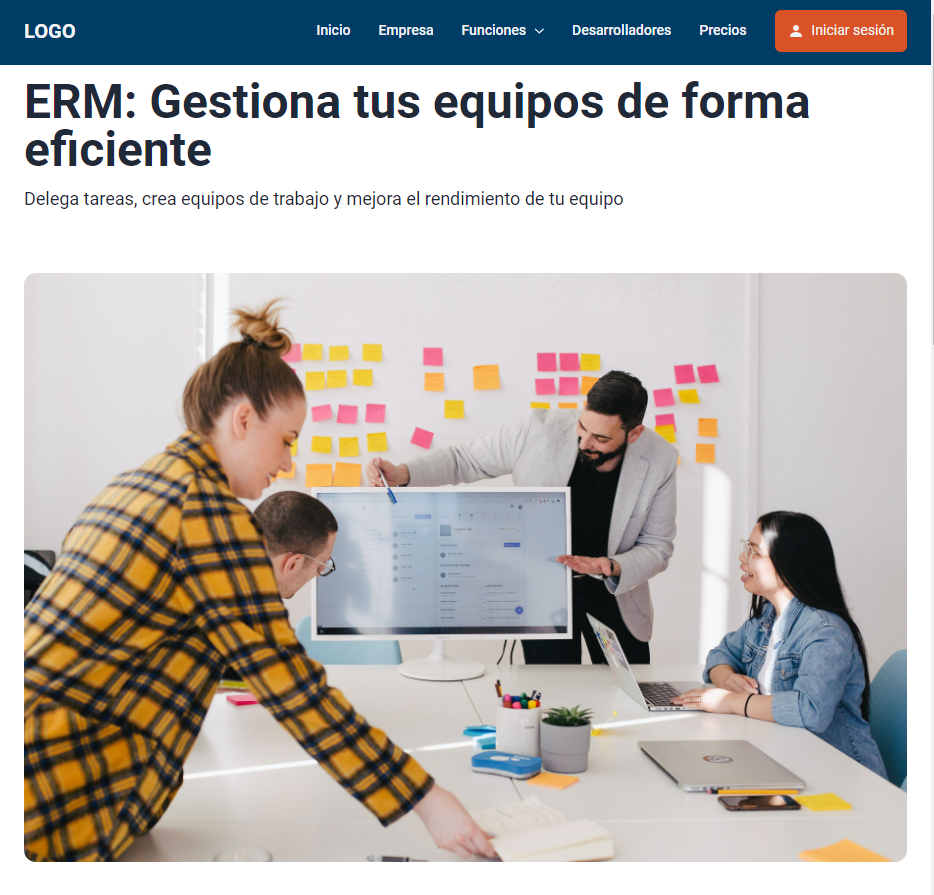 LOGO
Inicio
Empresa
Funciones
Desarrolladores
Precios
Iniciar sesión
ERM: Gestiona tus equipos de forma
eficiente
Delega tareas, crea equipos de trabajo y mejora el rendimiento de tu equipo